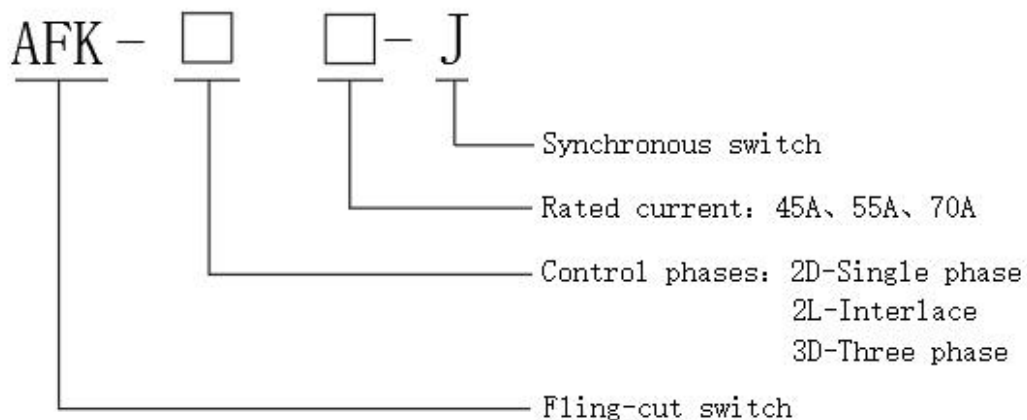 AFK-□ □-J
Synchronous switch
Rated current: 45A、55A、70A
Control phases: 2D-Single phase
2L-Interlace
3D-Three phase
Fling-cut switch